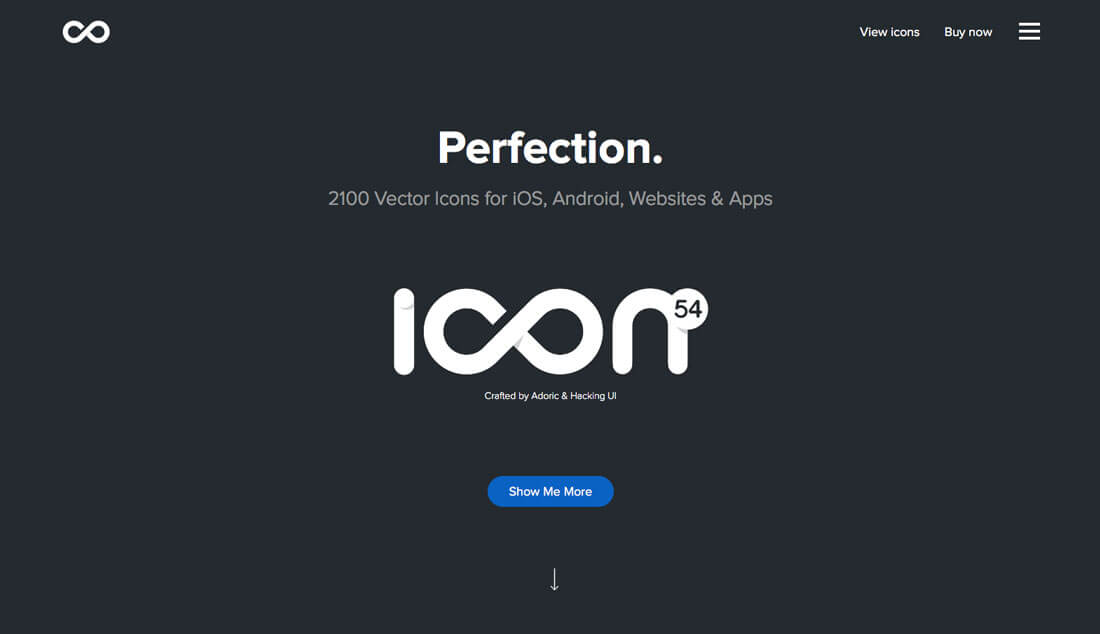 View icons
Buy now
Perfection.
2100 Vector Icons for iOS, Android, Websites & Apps
icon
54
Crafted by Adoric & Hacking UI
Show Me More